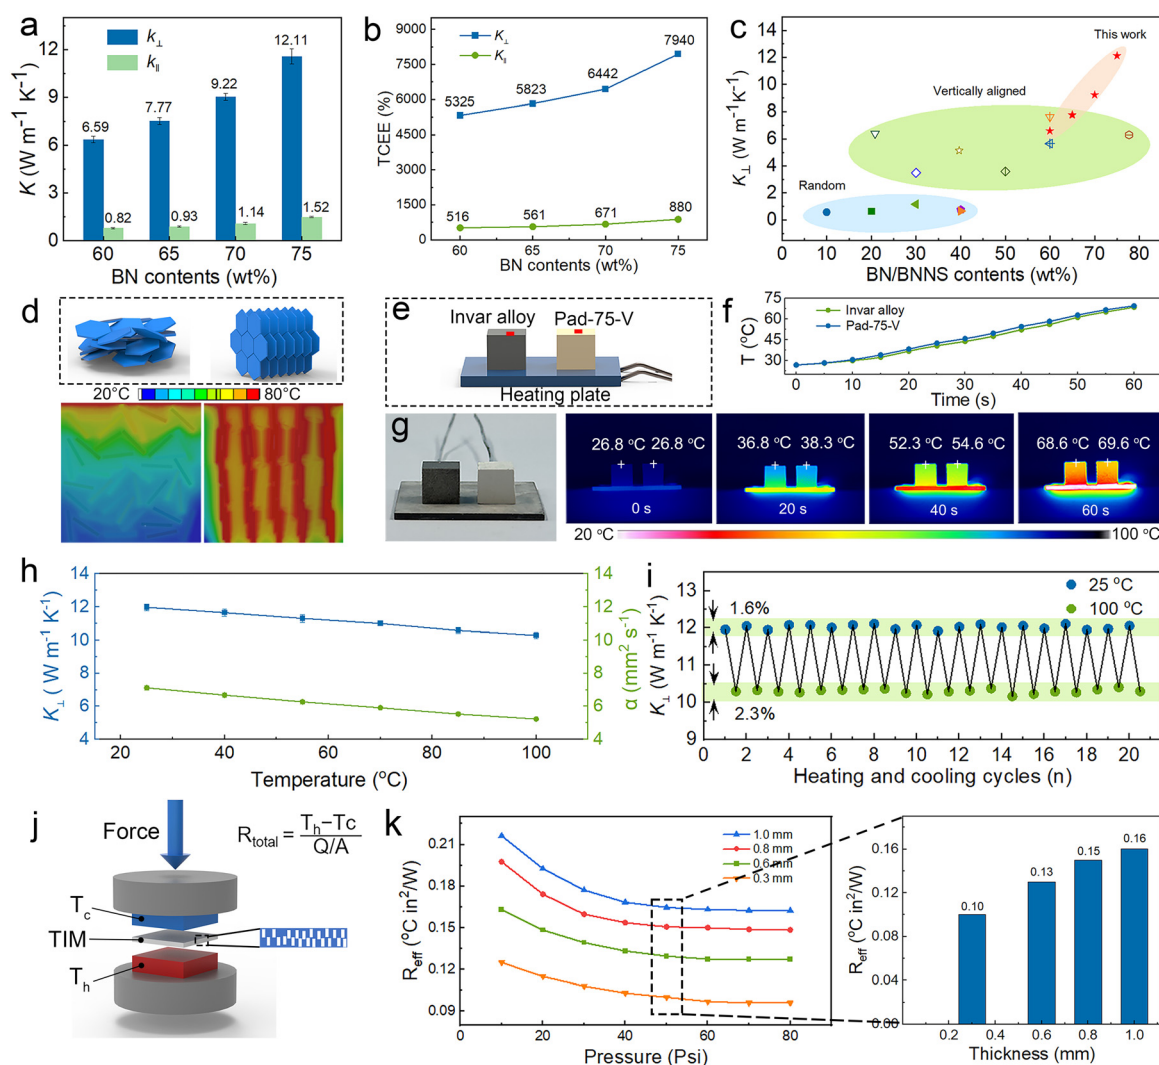 a
K (W m⁻¹ K⁻¹)
12
9
6
3
0
k⊥
k∥
6.59
7.77
9.22
12.11
0.82
0.93
1.14
1.52
60
65
70
75
BN contents (wt%)
b
TCEE (%)
9000
7500
6000
4500
3000
1500
0
K⊥
K∥
5325
5823
6442
7940
516
561
671
880
60
65
70
75
BN contents (wt%)
c
K⊥ (W m⁻¹K⁻¹)
14
12
10
8
6
4
2
0
This work
Vertically aligned
Random
0 10 20 30 40 50 60 70 80
BN/BNNS contents (wt%)
d
20°C
80°C
e
Invar alloy
Pad-75-V
Heating plate
f
T (°C)
75
60
45
30
Invar alloy
Pad-75-V
0 10 20 30 40 50 60
Time (s)
g
26.8 °C 26.8 °C
0 s
36.8 °C 38.3 °C
20 s
52.3 °C 54.6 °C
40 s
68.6 °C 69.6 °C
60 s
20 °C
100 °C
h
K⊥ ( W m⁻¹ K⁻¹)
14
12
10
8
6
4
14
12
10
8
6
4
α (mm² s⁻¹)
20 40 60 80 100
Temperature (°C)
i
K⊥ (W m⁻¹ K⁻¹)
13
12
11
10
9
1.6%
2.3%
25 °C
100 °C
0 2 4 6 8 10 12 14 16 18 20
Heating and cooling cycles (n)
j
Force
R_total = (T_h−Tc)/(Q/A)
T_c
TIM
T_h
k
R_eff (°C in²/W)
0.21
0.18
0.15
0.12
0.09
1.0 mm
0.8 mm
0.6 mm
0.3 mm
0 20 40 60 80
Pressure (Psi)
R_eff (°C in²/W)
0.16
0.12
0.08
0.04
0.00
0.10
0.13
0.15
0.16
0.2 0.4 0.6 0.8 1.0
Thickness (mm)